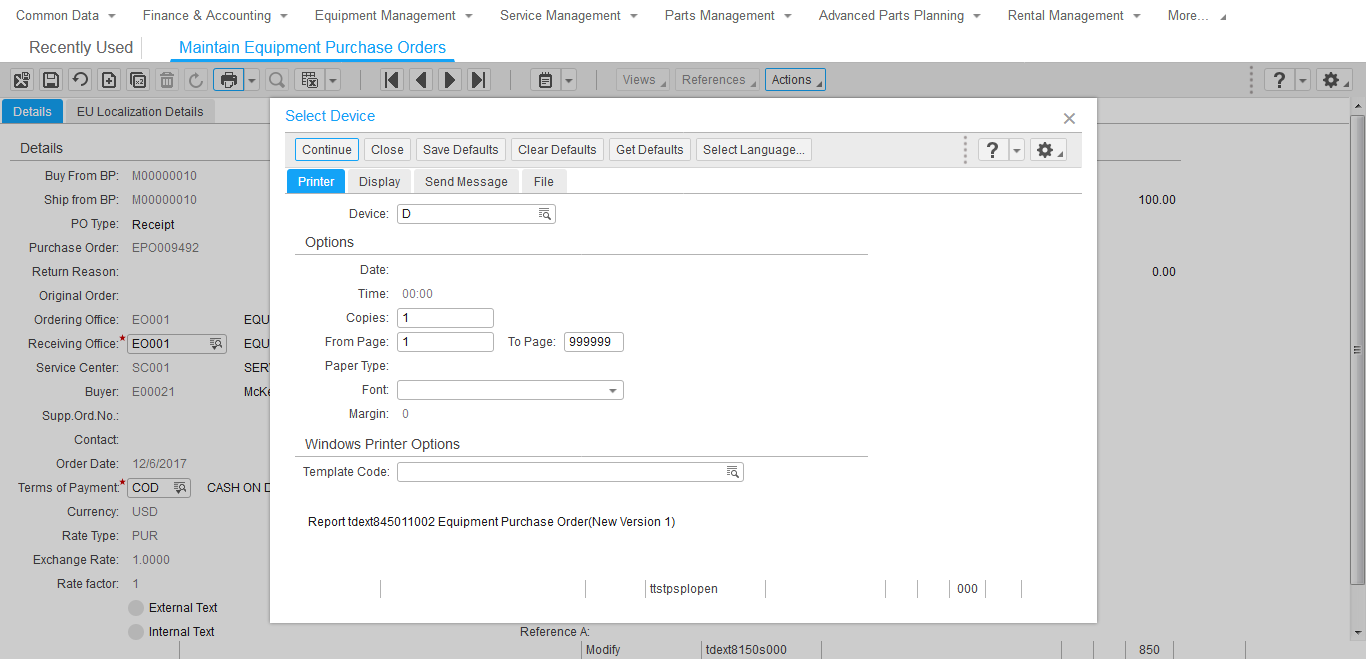 Common Data Finance & Accounting Equipment Management Service Management Parts Management Advanced Parts Planning Rental Management More...
Recently Used Maintain Equipment Purchase Orders
Views References Actions
Details EU Localization Details
Select Device
Continue Close Save Defaults Clear Defaults Get Defaults Select Language...
Printer Display Send Message File
Device: D
Options
Date:
Time: 00:00
Copies: 1
From Page: 1 To Page: 999999
Paper Type:
Font:
Margin: 0
Windows Printer Options
Template Code:
Report tdext845011002 Equipment Purchase Order(New Version 1)
ttstpsplopen 000
Details
Buy From BP: M00000010
Ship from BP: M00000010 100.00
PO Type: Receipt
Purchase Order: EPO009492
Return Reason: 0.00
Original Order:
Ordering Office: EO001 EQU
Receiving Office:* EO001 EQU
Service Center: SC001 SER
Buyer: E00021 McKe
Supp.Ord.No.:
Contact:
Order Date: 12/6/2017
Terms of Payment:* COD CASH ON D
Currency: USD
Rate Type: PUR
Exchange Rate: 1.0000
Rate factor: 1
External Text
Internal Text Reference A:
Modify tdext8150s000 850